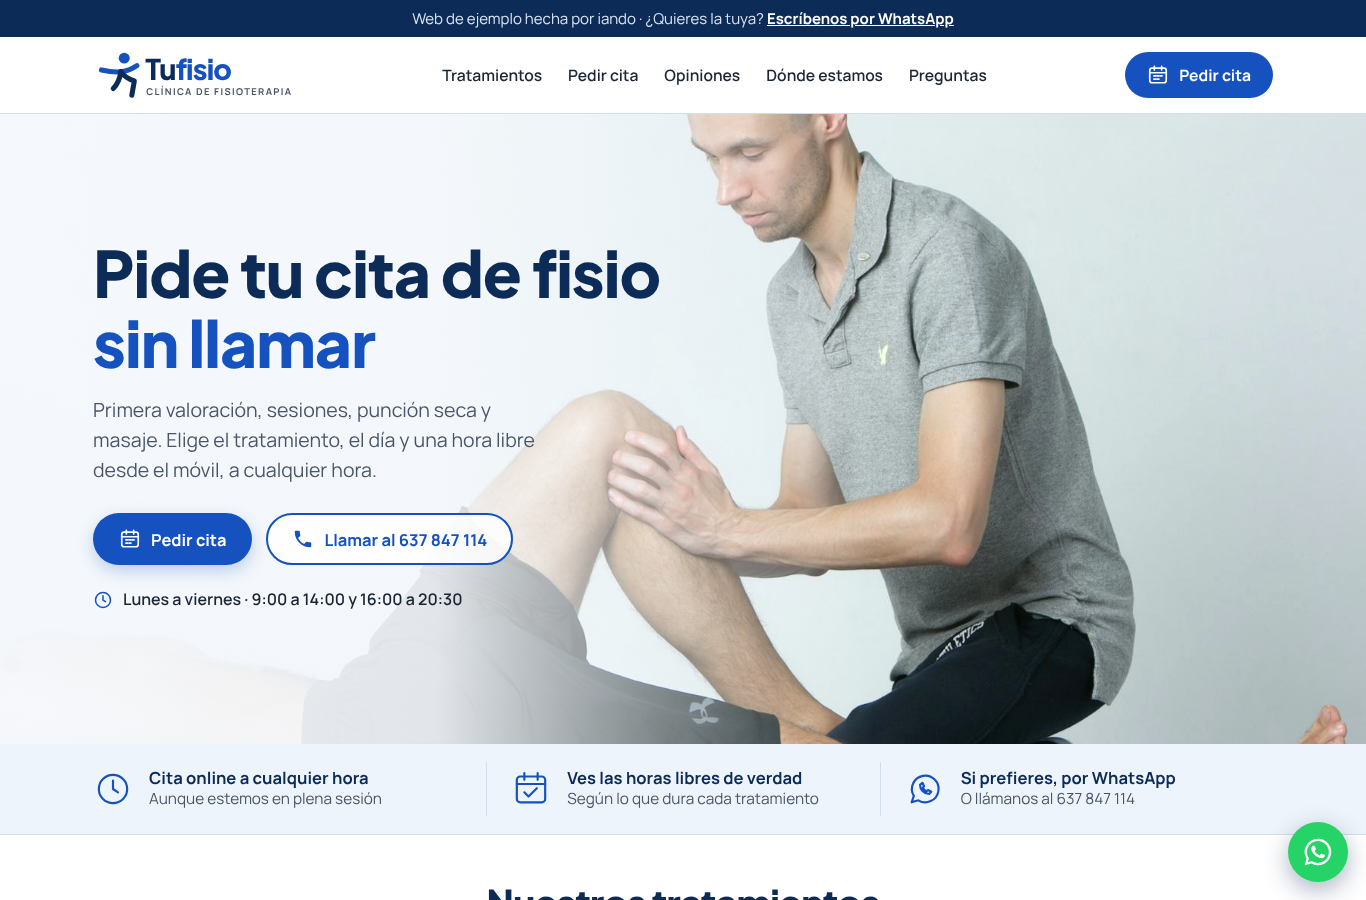 Web de ejemplo hecha por iando · ¿Quieres la tuya? Escríbenos por WhatsApp
Tufisio
CLÍNICA DE FISIOTERAPIA
Tratamientos
Pedir cita
Opiniones
Dónde estamos
Preguntas
Pedir cita
Pide tu cita de fisio
sin llamar
Primera valoración, sesiones, punción seca y
masaje. Elige el tratamiento, el día y una hora libre
desde el móvil, a cualquier hora.
Pedir cita
Llamar al 637 847 114
Lunes a viernes · 9:00 a 14:00 y 16:00 a 20:30
Cita online a cualquier hora
Aunque estemos en plena sesión
Ves las horas libres de verdad
Según lo que dura cada tratamiento
Si prefieres, por WhatsApp
O llámanos al 637 847 114
Nuestros tratamientos